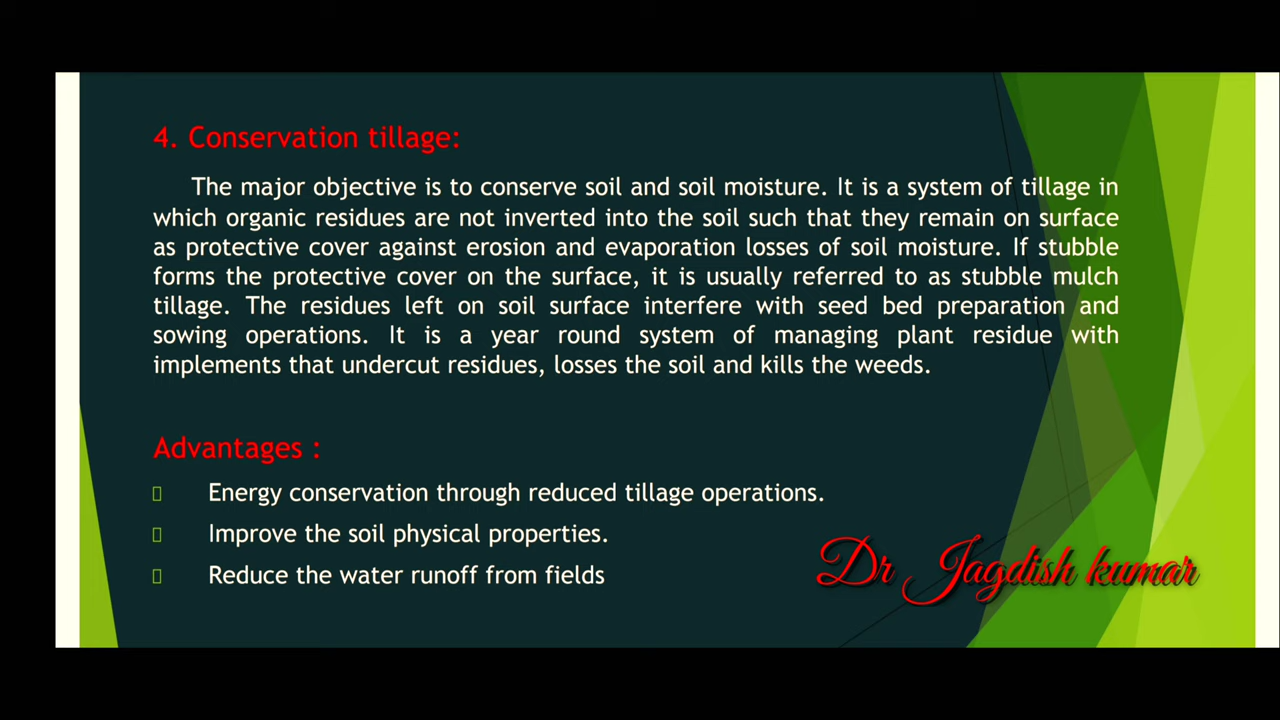 4. Conservation tillage:
The major objective is to conserve soil and soil moisture. It is a system of tillage in
which organic residues are not inverted into the soil such that they remain on surface
as protective cover against erosion and evaporation losses of soil moisture. If stubble
forms the protective cover on the surface, it is usually referred to as stubble mulch
tillage. The residues left on soil surface interfere with seed bed preparation and
sowing operations. It is a year round system of managing plant residue with
implements that undercut residues, losses the soil and kills the weeds.
Advantages :
Energy conservation through reduced tillage operations.
Improve the soil physical properties.
Reduce the water runoff from fields
Dr Jagdish kumar